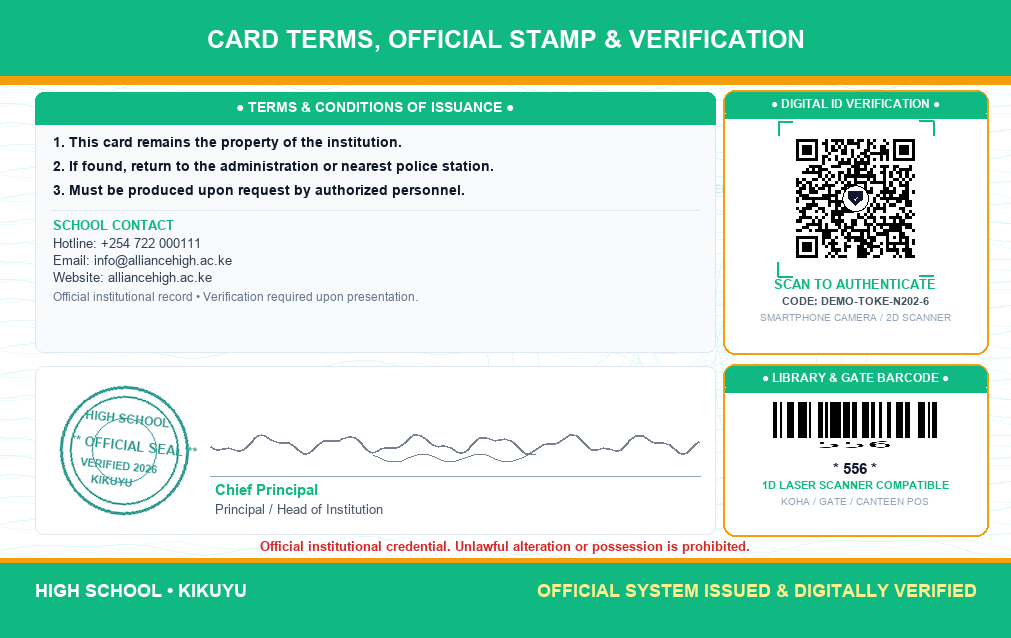 CARD TERMS, OFFICIAL STAMP & VERIFICATION
● TERMS & CONDITIONS OF ISSUANCE ●
1. This card remains the property of the institution.
2. If found, return to the administration or nearest police station.
3. Must be produced upon request by authorized personnel.
SCHOOL CONTACT
Hotline: +254 722 000111
Email: info@alliancehigh.ac.ke
Website: alliancehigh.ac.ke
Official institutional record • Verification required upon presentation.
● DIGITAL ID VERIFICATION ●
SCAN TO AUTHENTICATE
CODE: DEMO-TOKE-N202-6
SMARTPHONE CAMERA / 2D SCANNER
HIGH SCHOOL
** OFFICIAL SEAL **
VERIFIED 2026
KIKUYU
Chief Principal
Principal / Head of Institution
● LIBRARY & GATE BARCODE ●
556
* 556 *
1D LASER SCANNER COMPATIBLE
KOHA / GATE / CANTEEN POS
Official institutional credential. Unlawful alteration or possession is prohibited.
HIGH SCHOOL • KIKUYU
OFFICIAL SYSTEM ISSUED & DIGITALLY VERIFIED